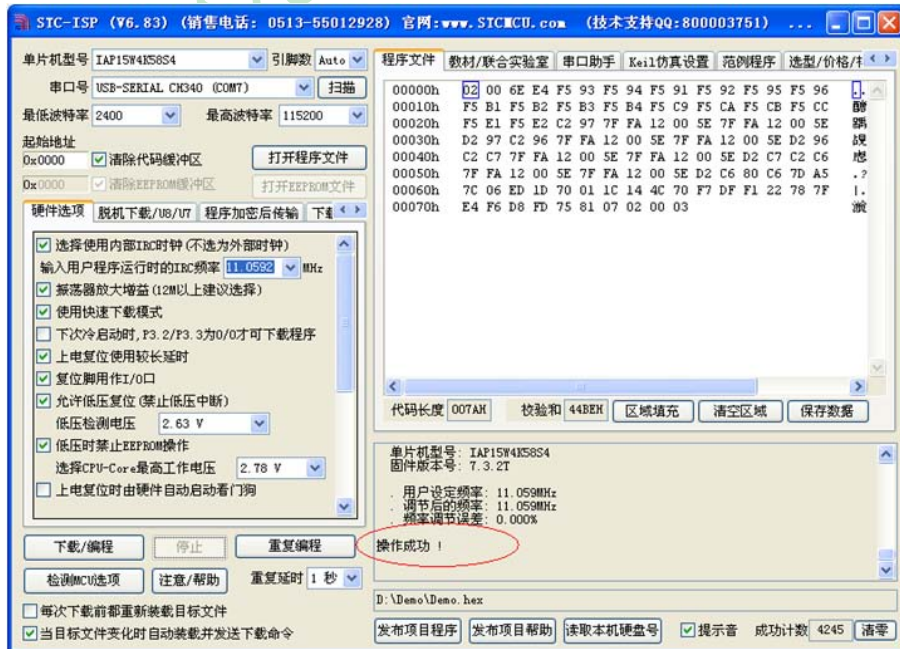 STC-ISP (V6.83) (销售电话: 0513-55012928) 官网:www.STCMCU.com (技术支持QQ:800003751) ...
单片机型号 IAP15W4K58S4 引脚数 Auto
串口号 USB-SERIAL CH340 (COM7) 扫描
最低波特率 2400 最高波特率 115200
起始地址
0x0000 清除代码缓冲区 打开程序文件
0x0000 清除EEPROM缓冲区 打开EEPROM文件
硬件选项 脱机下载/U8/U7 程序加密后传输
选择使用内部IRC时钟(不选为外部时钟)
输入用户程序运行时的IRC频率 11.0592 MHz
振荡器放大增益(12M以上建议选择)
使用快速下载模式
下次冷启动时,P3.2/P3.3为0/0才可下载程序
上电复位使用较长延时
复位脚用作I/O口
允许低压复位(禁止低压中断)
低压检测电压 2.63 V
低压时禁止EEPROM操作
选择CPU-Core最高工作电压 2.78 V
上电复位时由硬件自动启动看门狗
下载/编程 停止 重复编程
检测MCU选项 注意/帮助 重复延时 1 秒
每次下载前都重新装载目标文件
当目标文件变化时自动装载并发送下载命令
程序文件 教材/联合实验室 串口助手 Keil仿真设置 范例程序 选型/价格/
00000h 02 00 6E E4 F5 93 F5 94 F5 91 F5 92 F5 95 F5 96
00010h F5 B1 F5 B2 F5 B3 F5 B4 F5 C9 F5 CA F5 CB F5 CC
00020h F5 E1 F5 E2 C2 97 7F FA 12 00 5E 7F FA 12 00 5E
00030h D2 97 C2 96 7F FA 12 00 5E 7F FA 12 00 5E D2 96
00040h C2 C7 7F FA 12 00 5E 7F FA 12 00 5E D2 C7 C2 C6
00050h 7F FA 12 00 5E 7F FA 12 00 5E D2 C6 80 C6 7D A5
00060h 7C 06 ED 1D 70 01 1C 14 4C 70 F7 DF F1 22 78 7F
00070h E4 F6 D8 FD 75 81 07 02 00 03
代码长度 007AH 校验和 44BEH 区域填充 清空区域 保存数据
单片机型号: IAP15W4K58S4
固件版本号: 7.3.2T
. 用户设定频率: 11.059MHz
. 调节后的频率: 11.059MHz
. 频率调节误差: 0.000%
操作成功 !
D:\Demo\Demo.hex
发布项目程序 发布项目帮助 读取本机硬盘号 提示音 成功计数 4245 清零